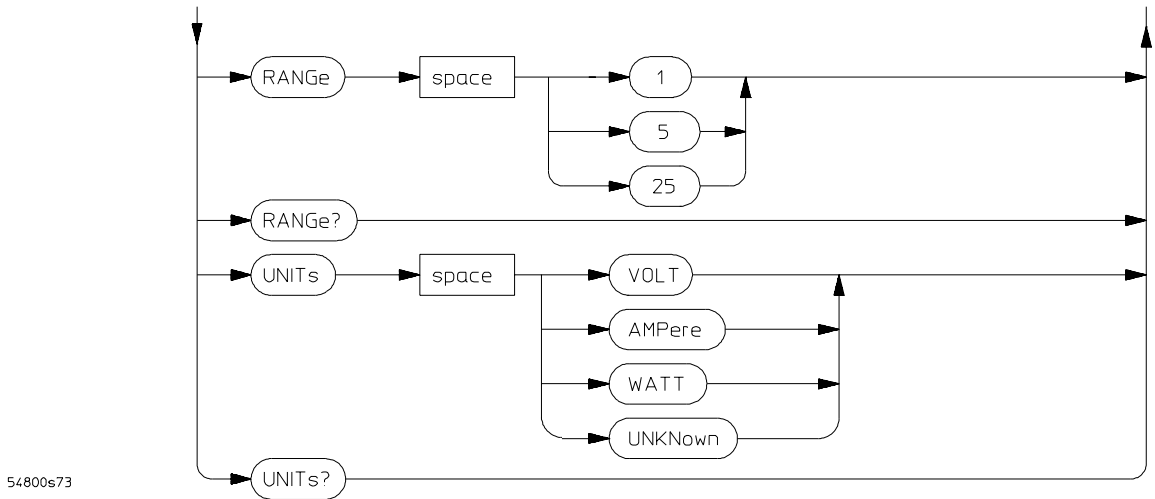 RANGe space 1
5
25
RANGe?
UNITs space VOLT
AMPere
WATT
UNKNown
UNITs?
54800s73